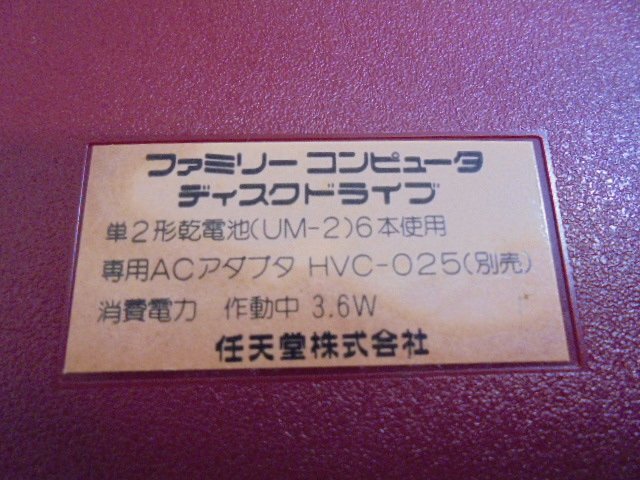 ファミリー コンピュータ
ディスクドライブ
単2形乾電池(UM-2)6本使用
専用ACアダプタ HVC-025(別売)
消費電力 作動中 3.6W
任天堂株式会社